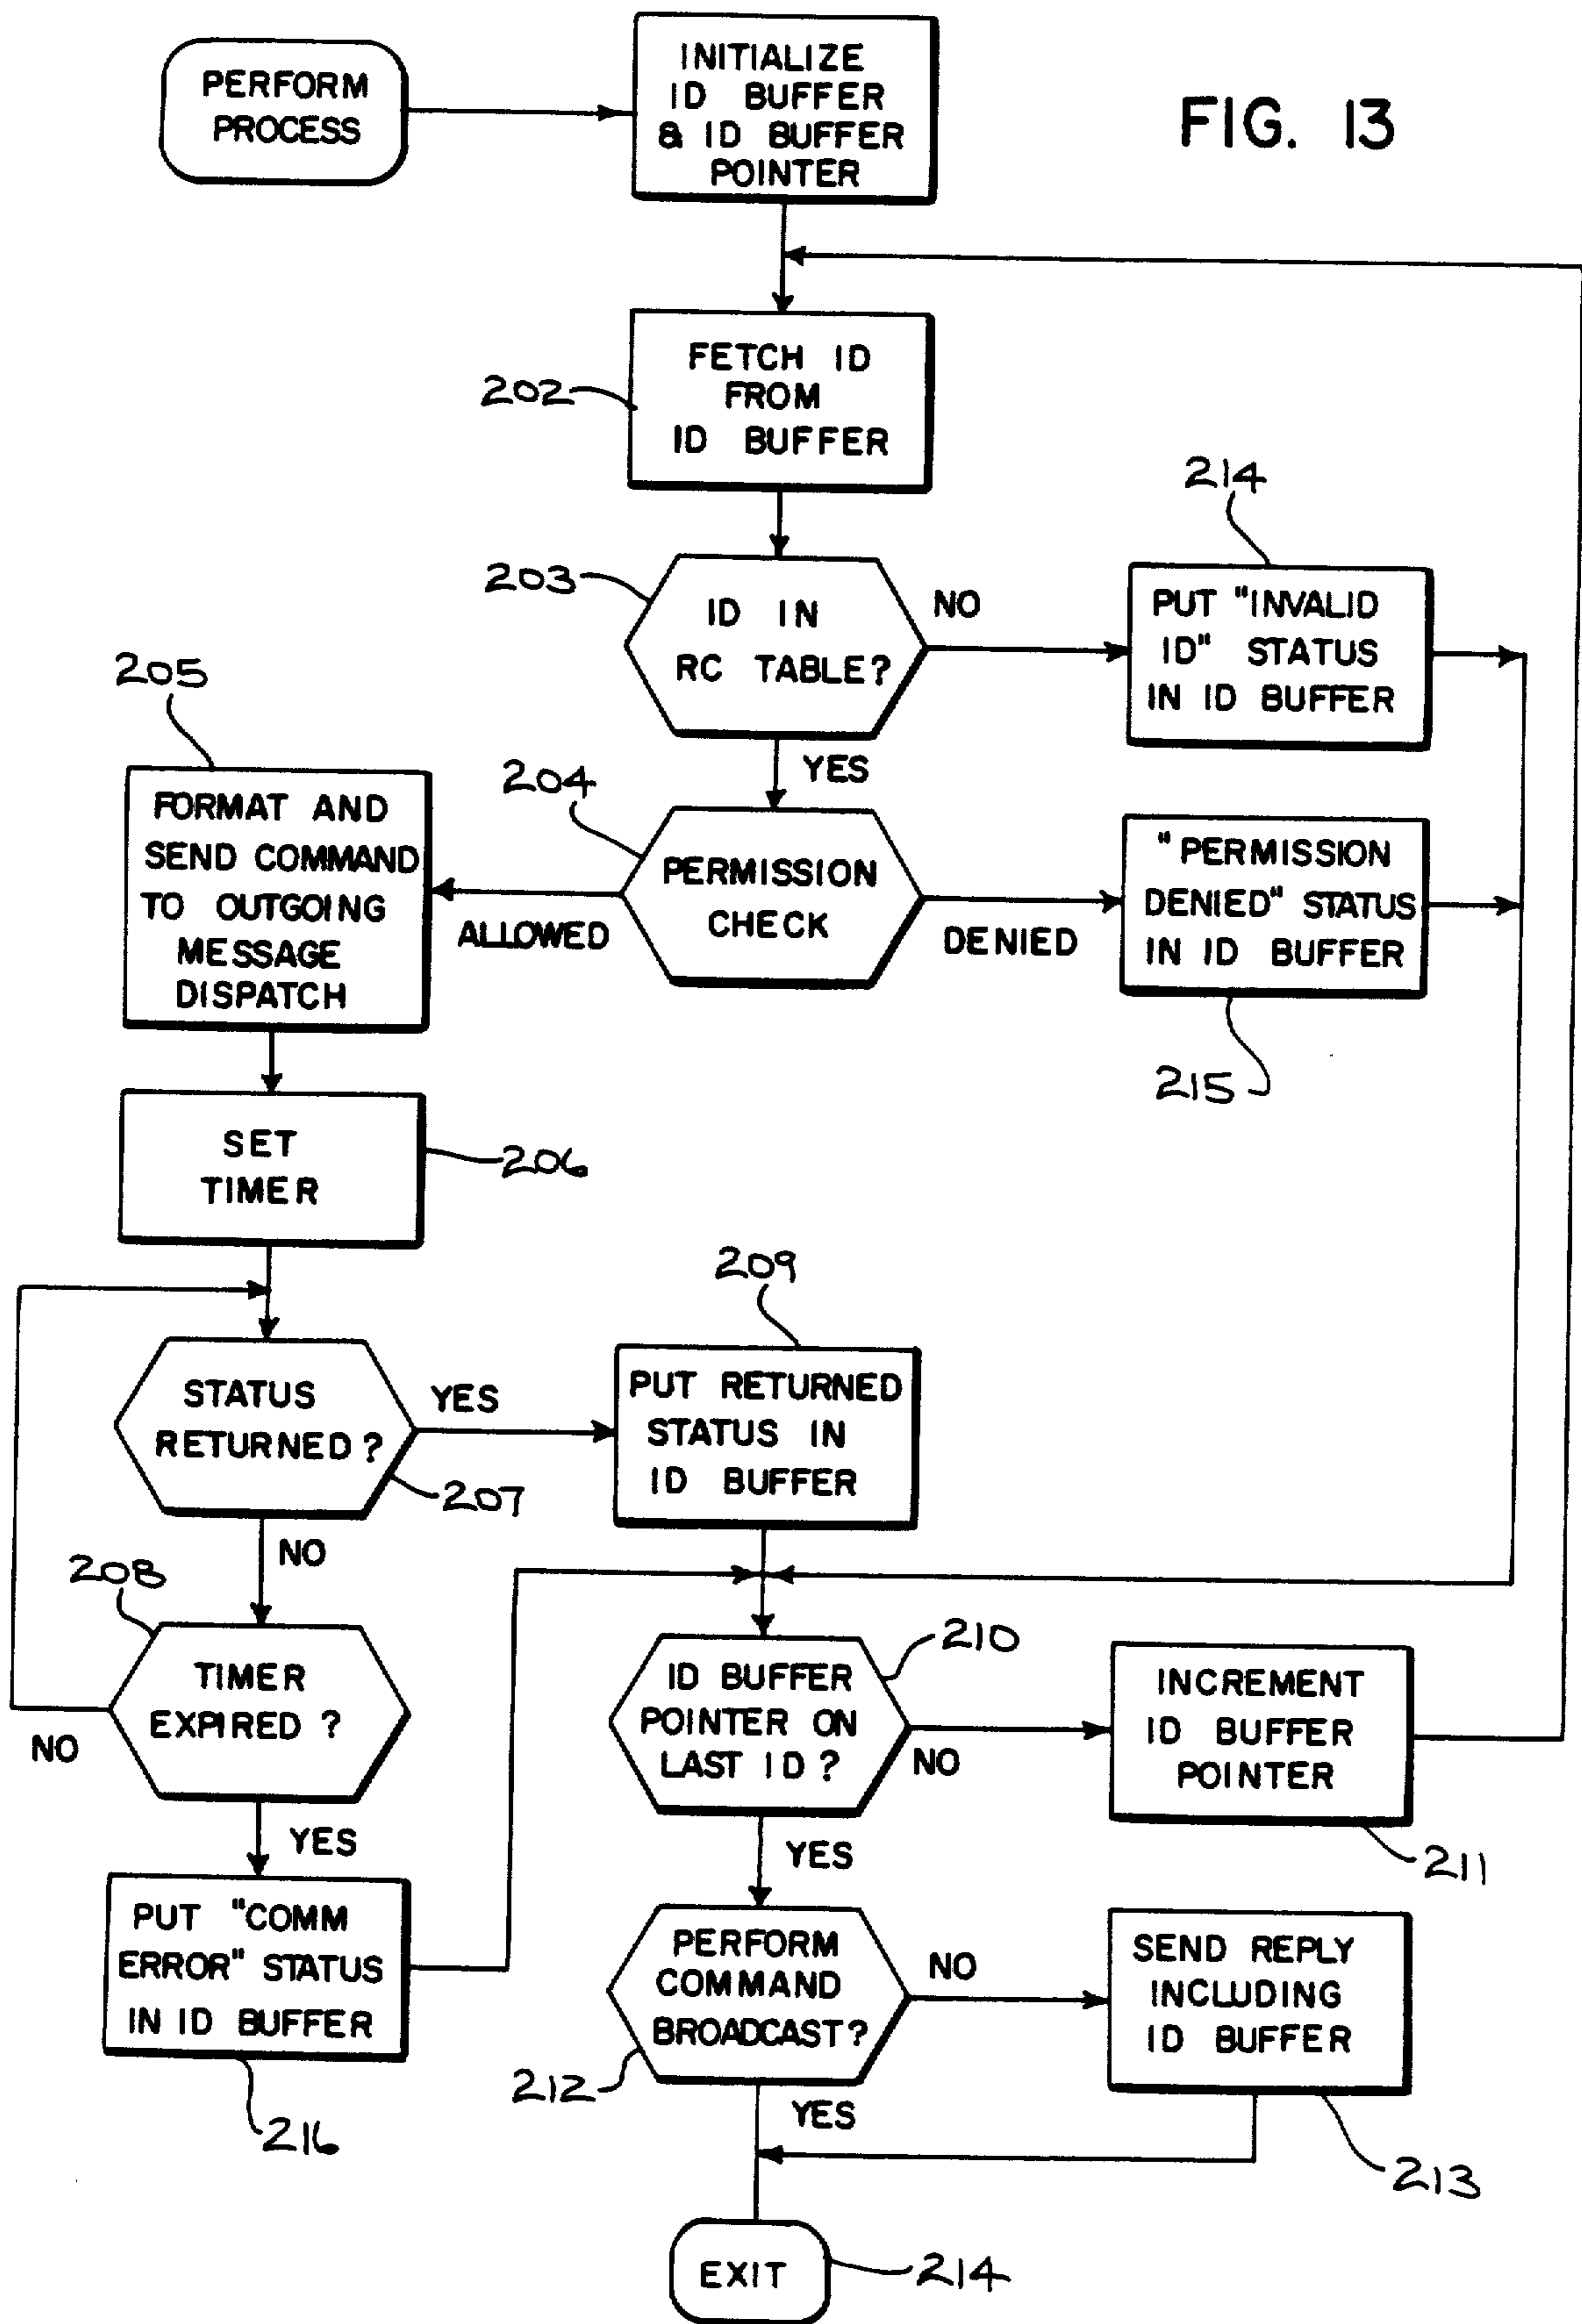 PERFORM
PROCESS
INITIALIZE
ID BUFFER
& ID BUFFER
POINTER
FIG. 13
202
FETCH ID
FROM
ID BUFFER
203
ID IN
RC TABLE?
NO
214
PUT "INVALID
ID" STATUS
IN ID BUFFER
YES
205
FORMAT AND
SEND COMMAND
TO OUTGOING
MESSAGE
DISPATCH
ALLOWED
204
PERMISSION
CHECK
DENIED
"PERMISSION
DENIED" STATUS
IN ID BUFFER
215
SET
TIMER
206
STATUS
RETURNED?
207
YES
209
PUT RETURNED
STATUS IN
ID BUFFER
NO
208
TIMER
EXPIRED?
NO
YES
210
ID BUFFER
POINTER ON
LAST ID?
NO
INCREMENT
ID BUFFER
POINTER
211
YES
PUT "COMM
ERROR" STATUS
IN ID BUFFER
216
PERFORM
COMMAND
BROADCAST?
212
NO
SEND REPLY
INCLUDING
ID BUFFER
213
YES
EXIT
214